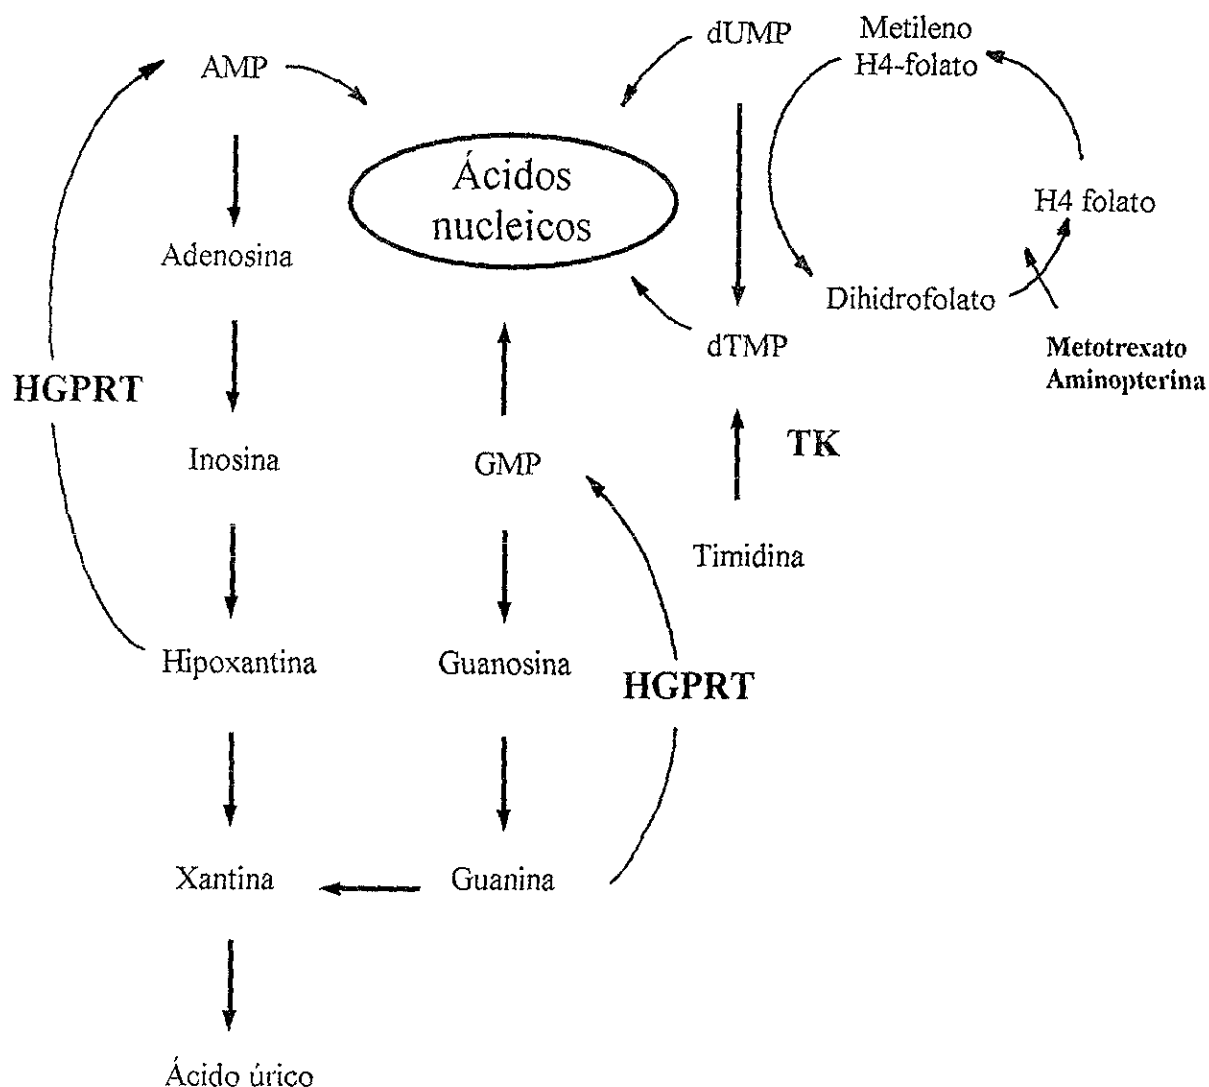 AMP
dUMP
Metileno
H4-folato
Ácidos
nucleicos
H4 folato
Adenosina
Dihidrofolato
dTMP
Metotrexato
Aminopterina
HGPRT
TK
Inosina
GMP
Timidina
Hipoxantina
Guanosina
HGPRT
Xantina
Guanina
Ácido úrico